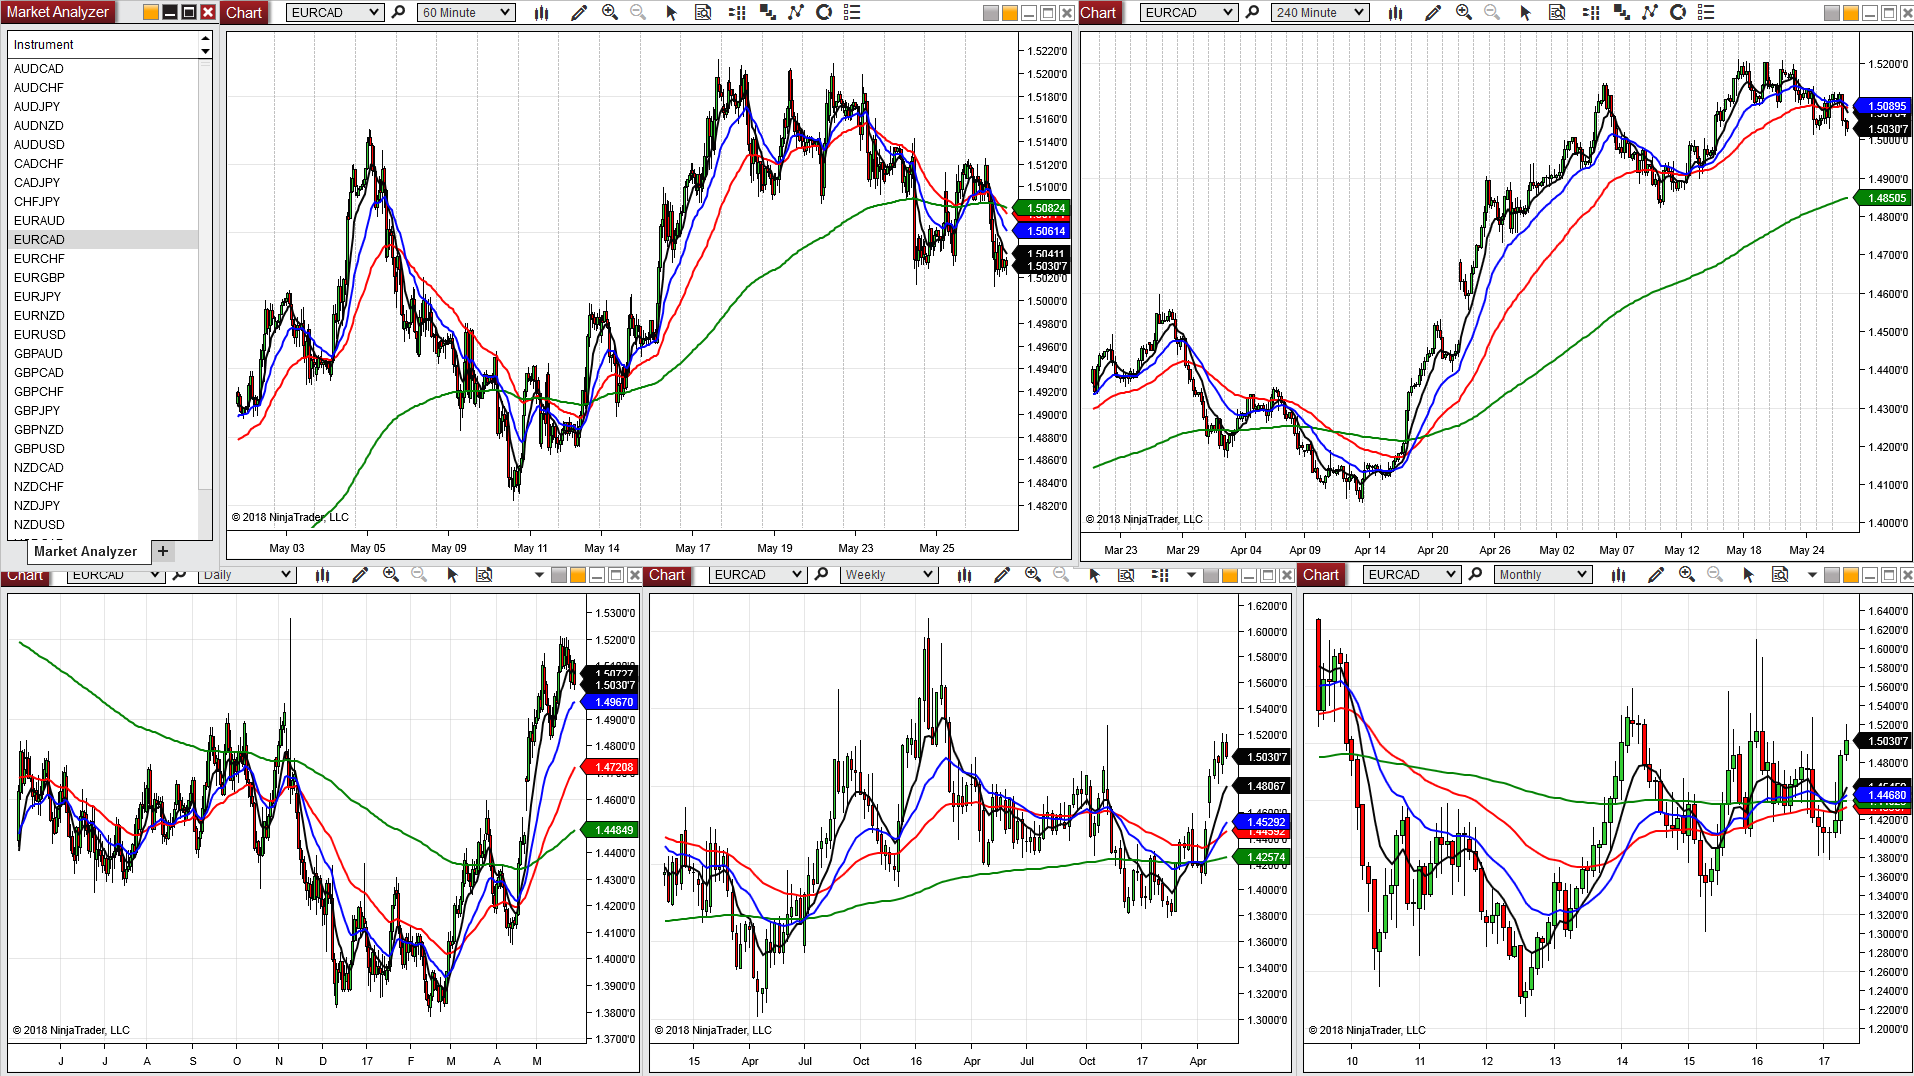 Market Analyzer
Instrument
AUDCAD
AUDCHF
AUDJPY
AUDNZD
AUDUSD
CADCHF
CADJPY
CHFJPY
EURAUD
EURCAD
EURCHF
EURGBP
EURJPY
EURNZD
EURUSD
GBPAUD
GBPCAD
GBPCHF
GBPJPY
GBPNZD
GBPUSD
NZDCAD
NZDCHF
NZDJPY
NZDUSD
Market Analyzer +
Chart EURCAD 60 Minute
1.5220'0
1.5200'0
1.5180'0
1.5160'0
1.5140'0
1.5120'0
1.5100'0
1.50824
1.50614
1.50411
1.5030'7
1.5020'0
1.5000'0
1.4980'0
1.4960'0
1.4940'0
1.4920'0
1.4900'0
1.4880'0
1.4860'0
1.4840'0
1.4820'0
© 2018 NinjaTrader, LLC
May 03 May 05 May 09 May 11 May 14 May 17 May 19 May 23 May 25
Chart EURCAD 240 Minute
1.5200'0
1.50895
1.5030'7
1.5000'0
1.4900'0
1.48505
1.4800'0
1.4700'0
1.4600'0
1.4500'0
1.4400'0
1.4300'0
1.4200'0
1.4100'0
1.4000'0
© 2018 NinjaTrader, LLC
Mar 23 Mar 29 Apr 04 Apr 09 Apr 14 Apr 20 Apr 26 May 02 May 07 May 12 May 18 May 24
Chart EURCAD Daily
1.5300'0
1.5200'0
1.5030'7
1.49670
1.4900'0
1.4800'0
1.47208
1.4600'0
1.44849
1.4400'0
1.4300'0
1.4200'0
1.4100'0
1.4000'0
1.3900'0
1.3800'0
1.3700'0
© 2018 NinjaTrader, LLC
J J A S O N D 17 F M A M
Chart EURCAD Weekly
1.6200'0
1.6000'0
1.5800'0
1.5600'0
1.5400'0
1.5200'0
1.5030'7
1.48067
1.45292
1.42574
1.4000'0
1.3800'0
1.3600'0
1.3400'0
1.3200'0
1.3000'0
© 2018 NinjaTrader, LLC
15 Apr Jul Oct 16 Apr Jul Oct 17 Apr
Chart EURCAD Monthly
1.6400'0
1.6200'0
1.6000'0
1.5800'0
1.5600'0
1.5400'0
1.5200'0
1.5030'7
1.4800'0
1.44680
1.4200'0
1.4000'0
1.3800'0
1.3600'0
1.3400'0
1.3200'0
1.3000'0
1.2800'0
1.2600'0
1.2400'0
1.2200'0
1.2000'0
© 2018 NinjaTrader, LLC
10 11 12 13 14 15 16 17